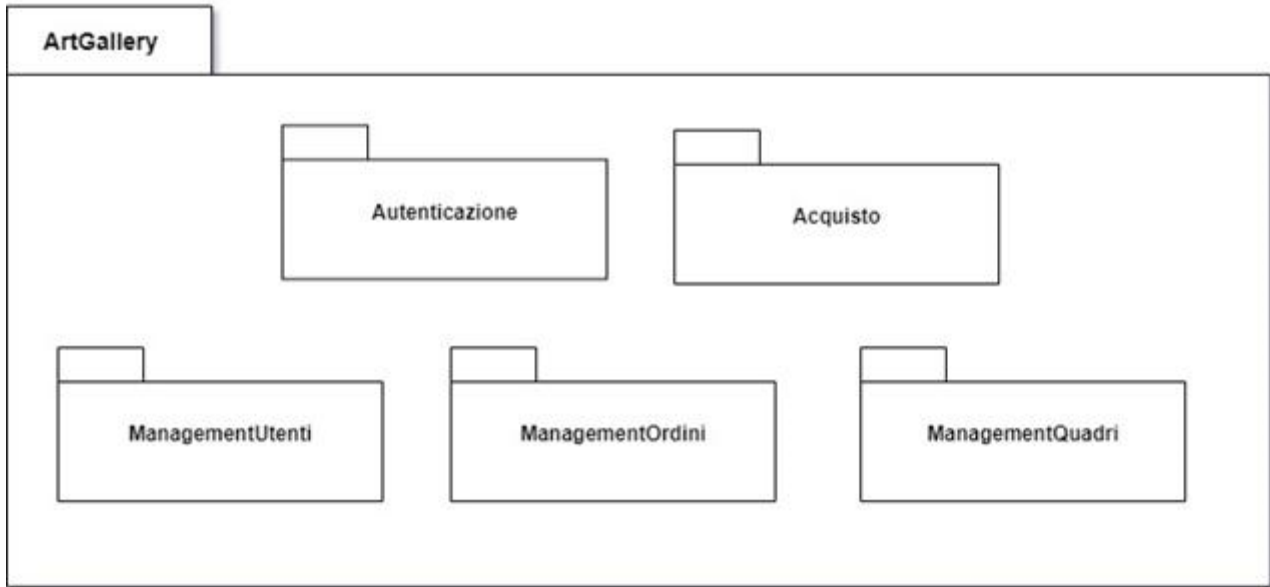 ArtGallery
Autenticazione
Acquisto
ManagementUtenti
ManagementOrdini
ManagementQuadri